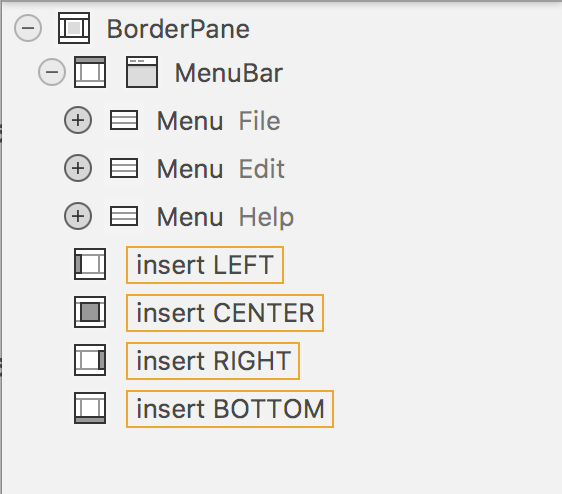 BorderPane
MenuBar
Menu File
Menu Edit
Menu Help
insert LEFT
insert CENTER
insert RIGHT
insert BOTTOM